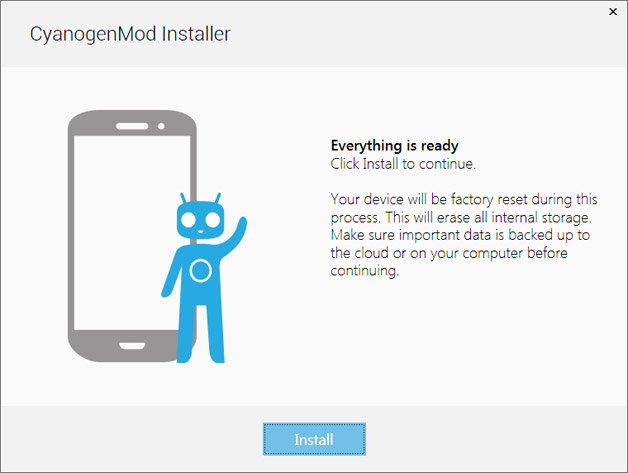 CyanogenMod Installer
Everything is ready
Click Install to continue.
Your device will be factory reset during this
process. This will erase all internal storage.
Make sure important data is backed up to
the cloud or on your computer before
continuing.
Install